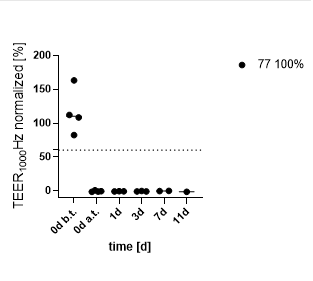 TEER1000Hz normalized [%]
200
150
100
50
0
0d b.t.
0d a.t.
1d
3d
7d
11d
time [d]
77 100%